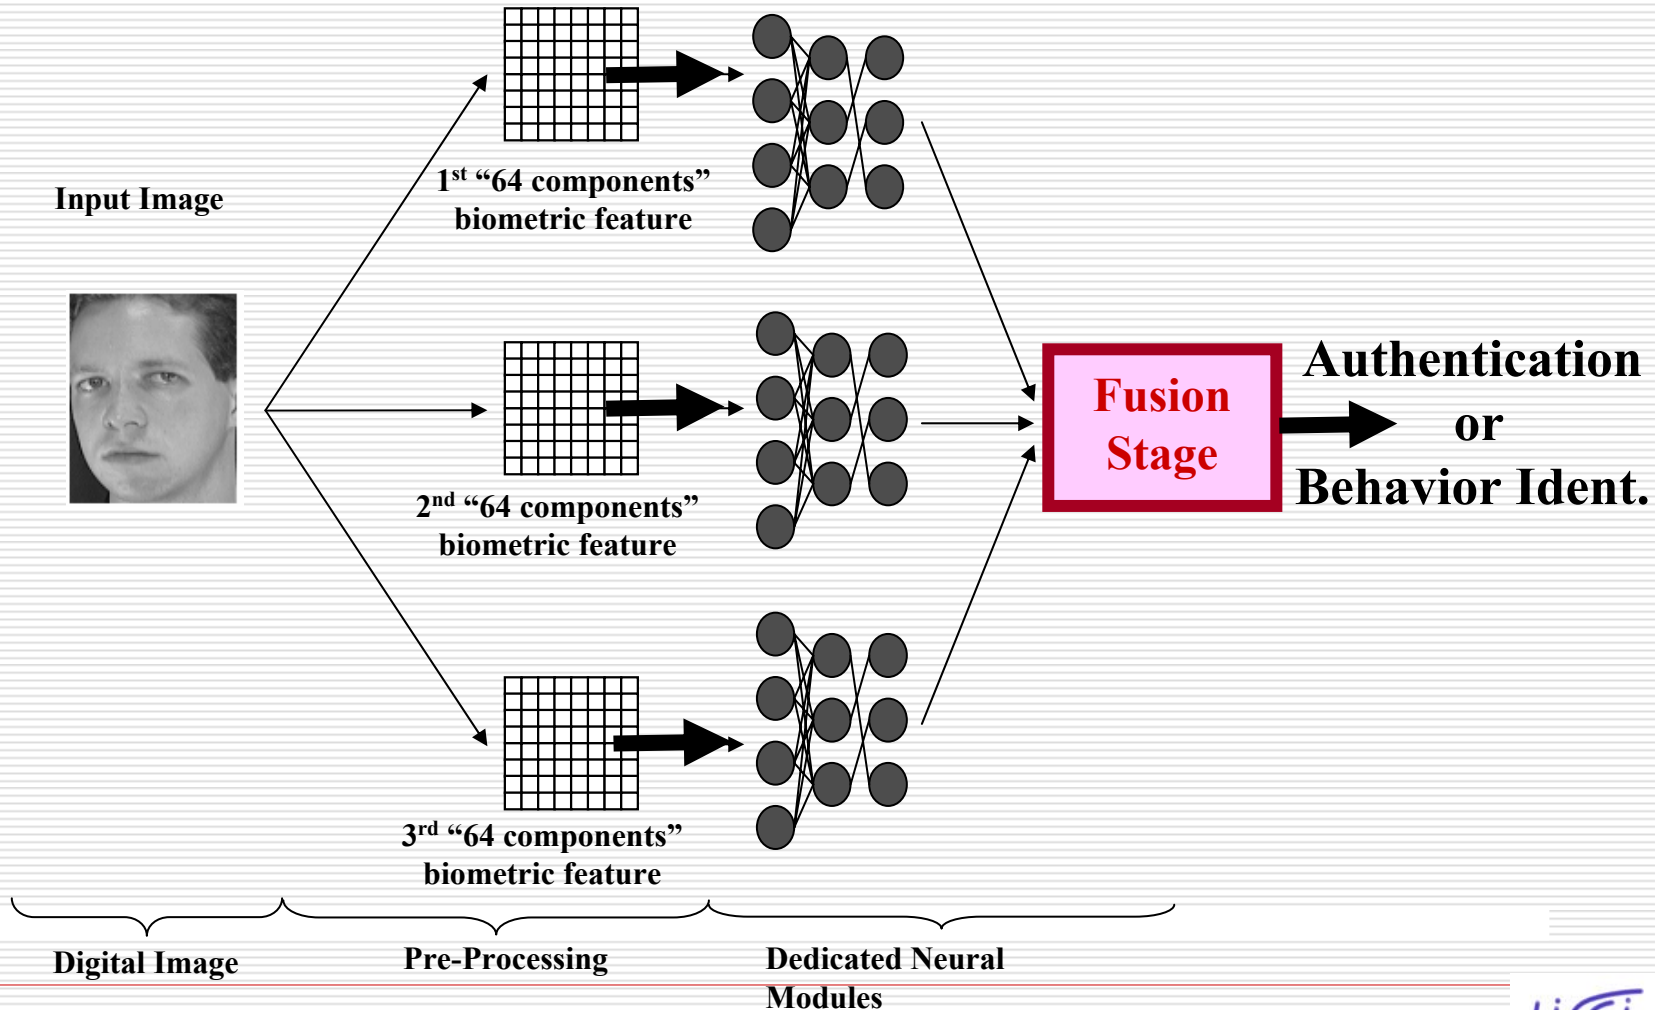 Input Image
1st “64 components”
biometric feature
2nd “64 components”
biometric feature
3rd “64 components”
biometric feature
Fusion
Stage
Authentication
or
Behavior Ident.
Digital Image
Pre-Processing
Dedicated Neural
Modules